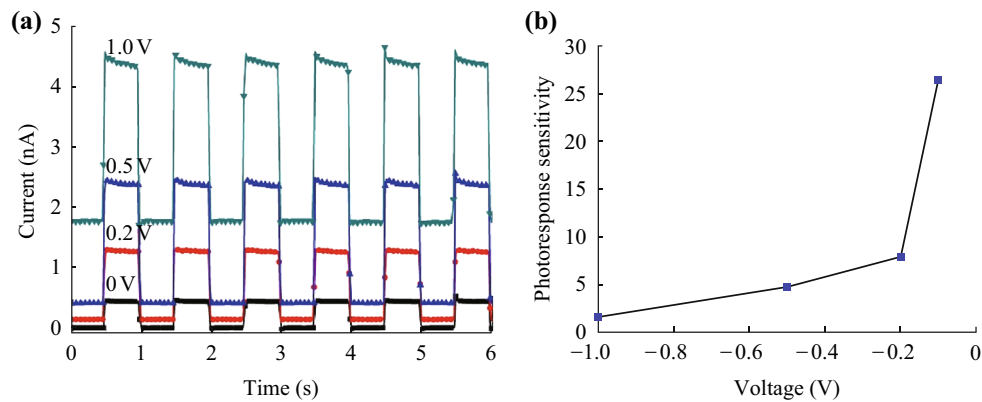 (a)
5
4
3
2
1
0
Current (nA)
1.0 V
0.5 V
0.2 V
0 V
0 1 2 3 4 5 6
Time (s)
(b)
30
25
20
15
10
5
0
Photoresponse sensitivity
−1.0 −0.8 −0.6 −0.4 −0.2 0
Voltage (V)